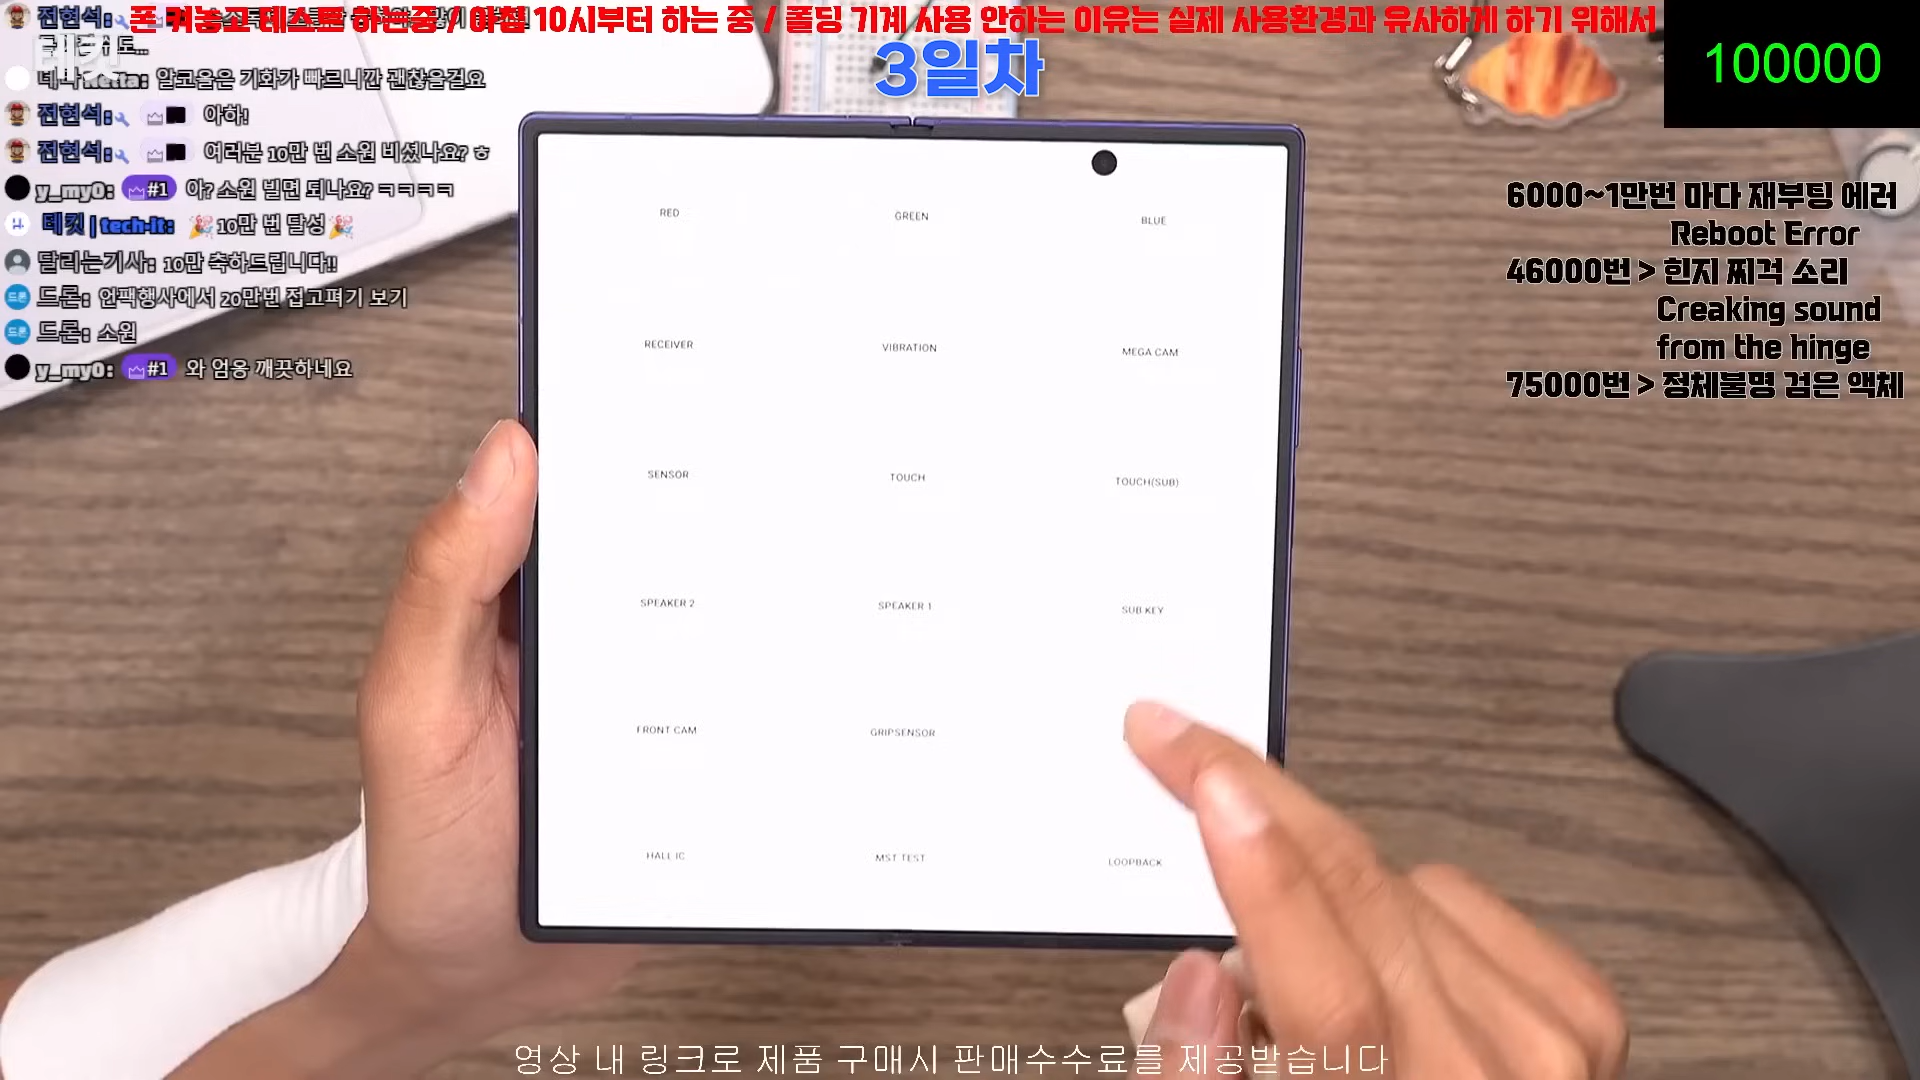 폰 켜놓고 테스트 하는중 / 아침 10시부터 하는 중 / 폴딩 기계 사용 안하는 이유는 실제 사용환경과 유사하게 하기 위해서
3일차
100000
테킷
알코올은 기화가 빠르니깐 괜찮을걸요
전현석: 아하!
전현석: 여러분 10만 번 소원 비셨나요? ㅎ
y_my0: #1 아? 소원 빌면 되나요? ㅋㅋㅋㅋ
테킷 | tech-it: 🎉10만 번 달성🎉
달리는기사: 10만 축하드립니다!!
드론: 언팩행사에서 20만번 접고펴기 보기
드론: 소원
y_my0: #1 와 엄옹 깨끗하네요
6000~1만번 마다 재부팅 에러
Reboot Error
46000번 > 힌지 찌걱 소리
Creaking sound
from the hinge
75000번 > 정체불명 검은 액체
RED GREEN BLUE
RECEIVER VIBRATION MEGA CAM
SENSOR TOUCH TOUCH(SUB)
SPEAKER 2 SPEAKER 1 SUB KEY
FRONT CAM GRIPSENSOR
HALL IC MST TEST LOOPBACK
영상 내 링크로 제품 구매시 판매수수료를 제공받습니다